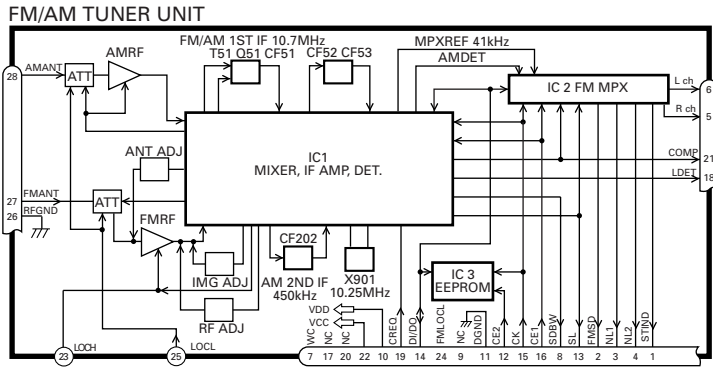 FM/AM TUNER UNIT
FM/AM 1ST IF 10.7MHz
T51 Q51 CF51
CF52 CF53
MPXREF 41kHz
AMDET
AMRF
28
AMANT
ATT
IC 2 FM MPX
L ch
6
R ch
5
ANT ADJ
IC1
MIXER, IF AMP, DET.
COMP
21
LDET
18
27
FMANT
ATT
26
RFGND
FMRF
CF202
AM 2ND IF
450kHz
X901
10.25MHz
IC 3
EEPROM
IMG ADJ
RF ADJ
VDD
VCC
23
LOCH
25
LOCL
WC
NC
NC
CREQ
DI/DO
FMLOCL
NC
DGND
CE2
CK
CE1
SDBW
SL
FMSD
NL1
NL2
STIND
7 17 20 22 10 19 14 24 9 11 12 15 16 8 13 2 3 4 1